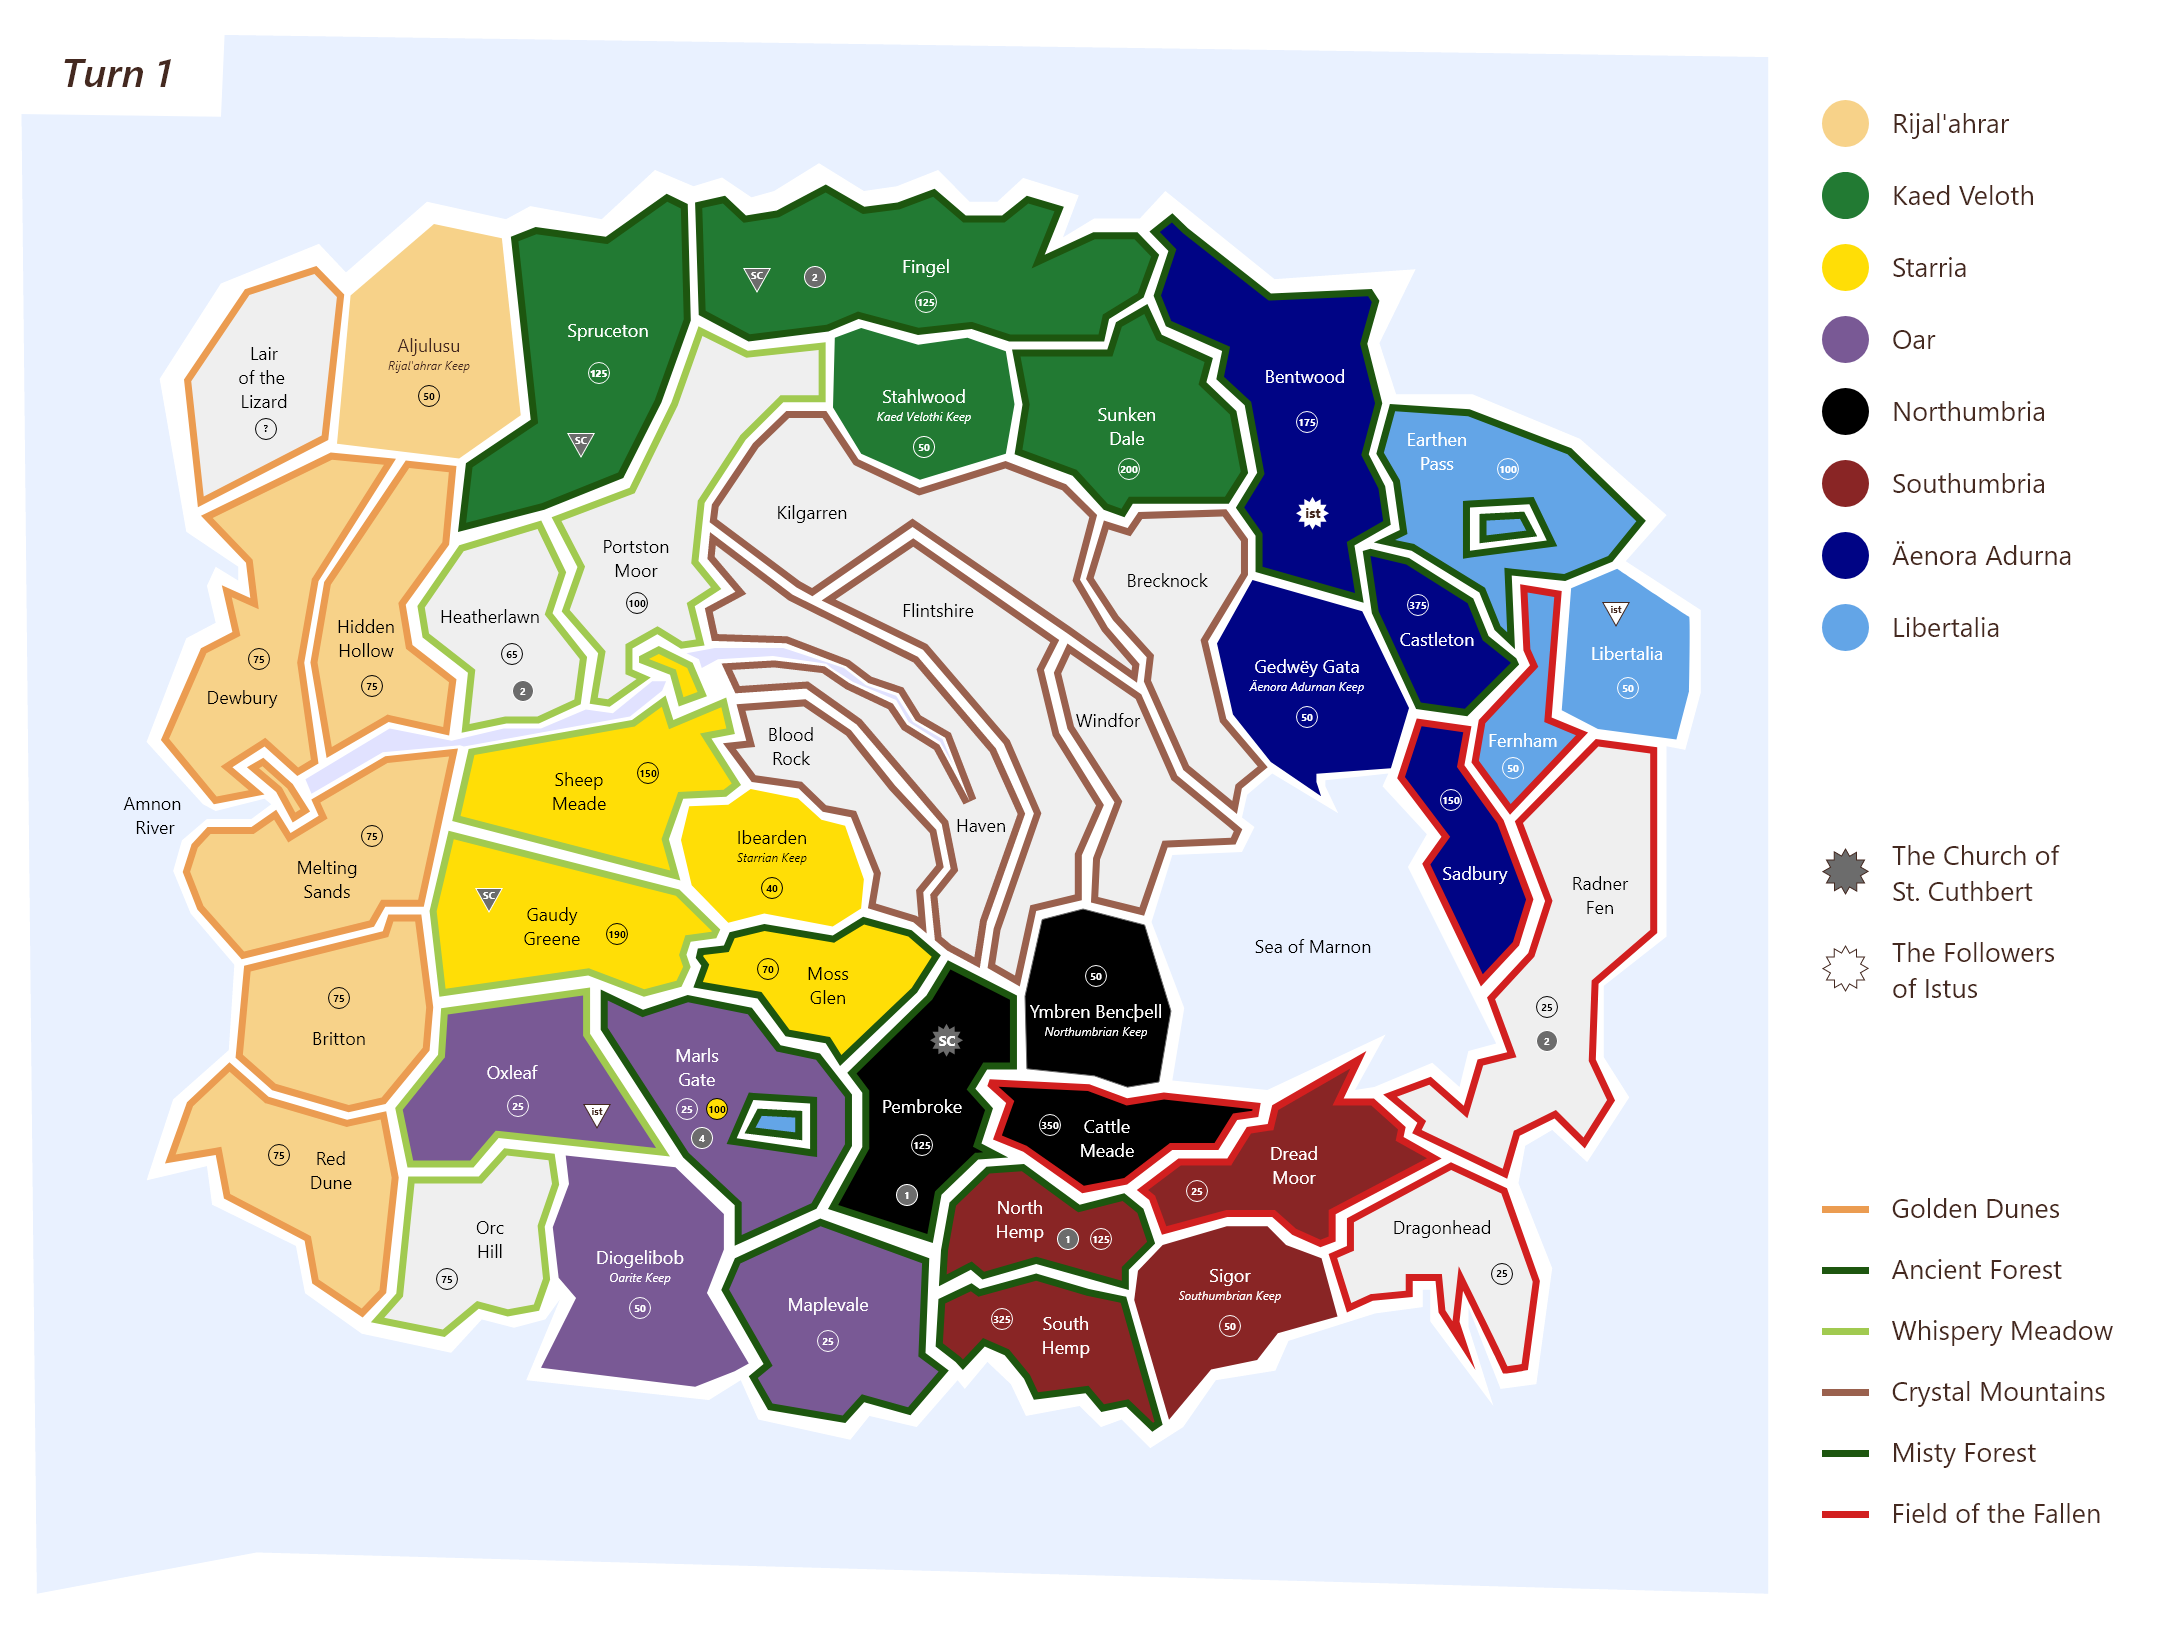 Turn 1
Rijal'ahrar
Kaed Veloth
Starria
Oar
Northumbria
Southumbria
Äenora Adurna
Libertalia
The Church of
St. Cuthbert
The Followers
of Istus
Golden Dunes
Ancient Forest
Whispery Meadow
Crystal Mountains
Misty Forest
Field of the Fallen
Lair
of the
Lizard
?
Aljulusu
Rijal'ahrar Keep
50
Spruceton
125
SC
SC
2
Fingel
125
Stahlwood
Kaed Velothi Keep
50
Sunken
Dale
200
Bentwood
175
ist
Earthen
Pass
100
Kilgarren
Portston
Moor
100
Heatherlawn
65
2
Hidden
Hollow
75
75
Dewbury
Flintshire
Brecknock
375
Castleton
ist
Libertalia
50
Gedwëy Gata
Äenora Adurnan Keep
50
Windfor
Blood
Rock
Fernham
50
Sheep
Meade
150
150
Sadbury
Amnon
River
75
Melting
Sands
Ibearden
Starrian Keep
40
Haven
Radner
Fen
25
2
SC
Gaudy
Greene
190
Sea of Marnon
70
Moss
Glen
75
Britton
50
Ymbren Bencþell
Northumbrian Keep
SC
Pembroke
125
1
Oxleaf
25
ist
Marls
Gate
25
100
4
350
Cattle
Meade
Dread
Moor
25
75
Red
Dune
North
Hemp
1
125
Dragonhead
25
Orc
Hill
75
Diogelibob
Oarite Keep
50
Maplevale
25
Sigor
Southumbrian Keep
50
325
South
Hemp